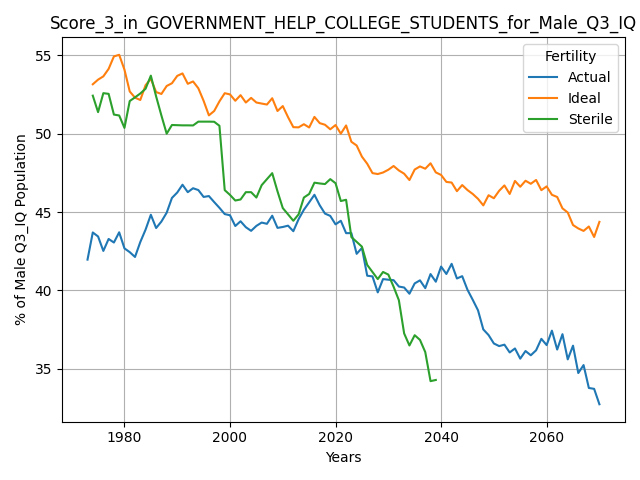 Score_3_in_GOVERNMENT_HELP_COLLEGE_STUDENTS_for_Male_Q3_IQ
55
50
45
40
35
% of Male Q3_IQ Population
Fertility
Actual
Ideal
Sterile
1980
2000
2020
2040
2060
Years